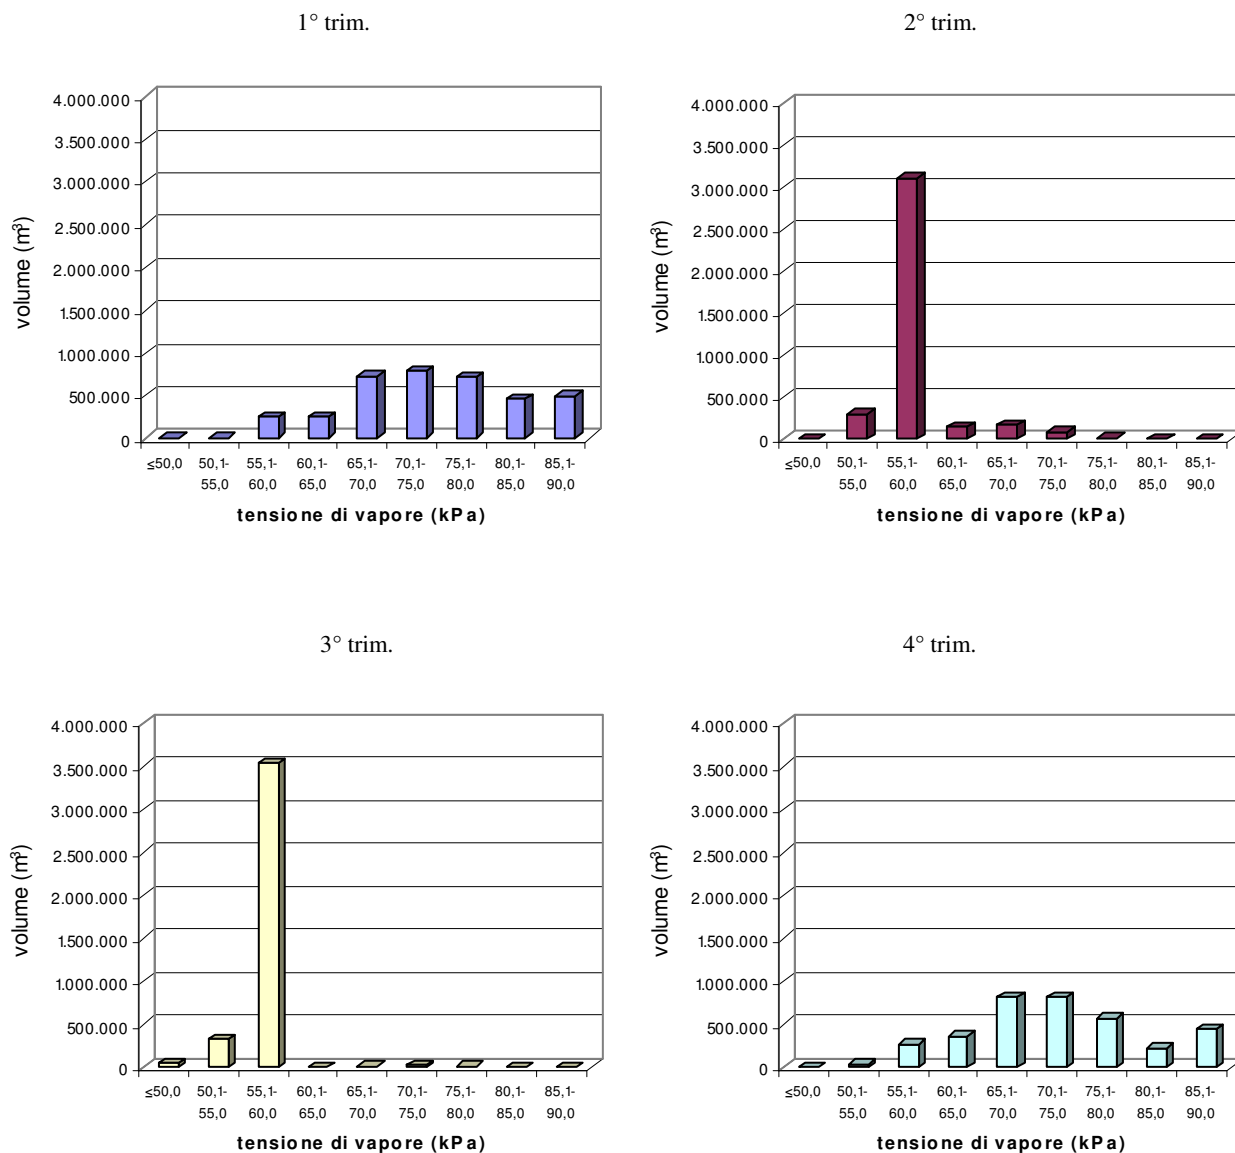 1° trim.
4.000.000
3.500.000
3.000.000
2.500.000
2.000.000
1.500.000
1.000.000
500.000
0
volume (m³)
≤50,0 50,1- 55,1- 60,1- 65,1- 70,1- 75,1- 80,1- 85,1-
55,0 60,0 65,0 70,0 75,0 80,0 85,0 90,0
tensione di vapore (kPa)
2° trim.
4.000.000
3.500.000
3.000.000
2.500.000
2.000.000
1.500.000
1.000.000
500.000
0
volume (m³)
≤50,0 50,1- 55,1- 60,1- 65,1- 70,1- 75,1- 80,1- 85,1-
55,0 60,0 65,0 70,0 75,0 80,0 85,0 90,0
tensione di vapore (kPa)
3° trim.
4.000.000
3.500.000
3.000.000
2.500.000
2.000.000
1.500.000
1.000.000
500.000
0
volume (m³)
≤50,0 50,1- 55,1- 60,1- 65,1- 70,1- 75,1- 80,1- 85,1-
55,0 60,0 65,0 70,0 75,0 80,0 85,0 90,0
tensione di vapore (kPa)
4° trim.
4.000.000
3.500.000
3.000.000
2.500.000
2.000.000
1.500.000
1.000.000
500.000
0
volume (m³)
≤50,0 50,1- 55,1- 60,1- 65,1- 70,1- 75,1- 80,1- 85,1-
55,0 60,0 65,0 70,0 75,0 80,0 85,0 90,0
tensione di vapore (kPa)